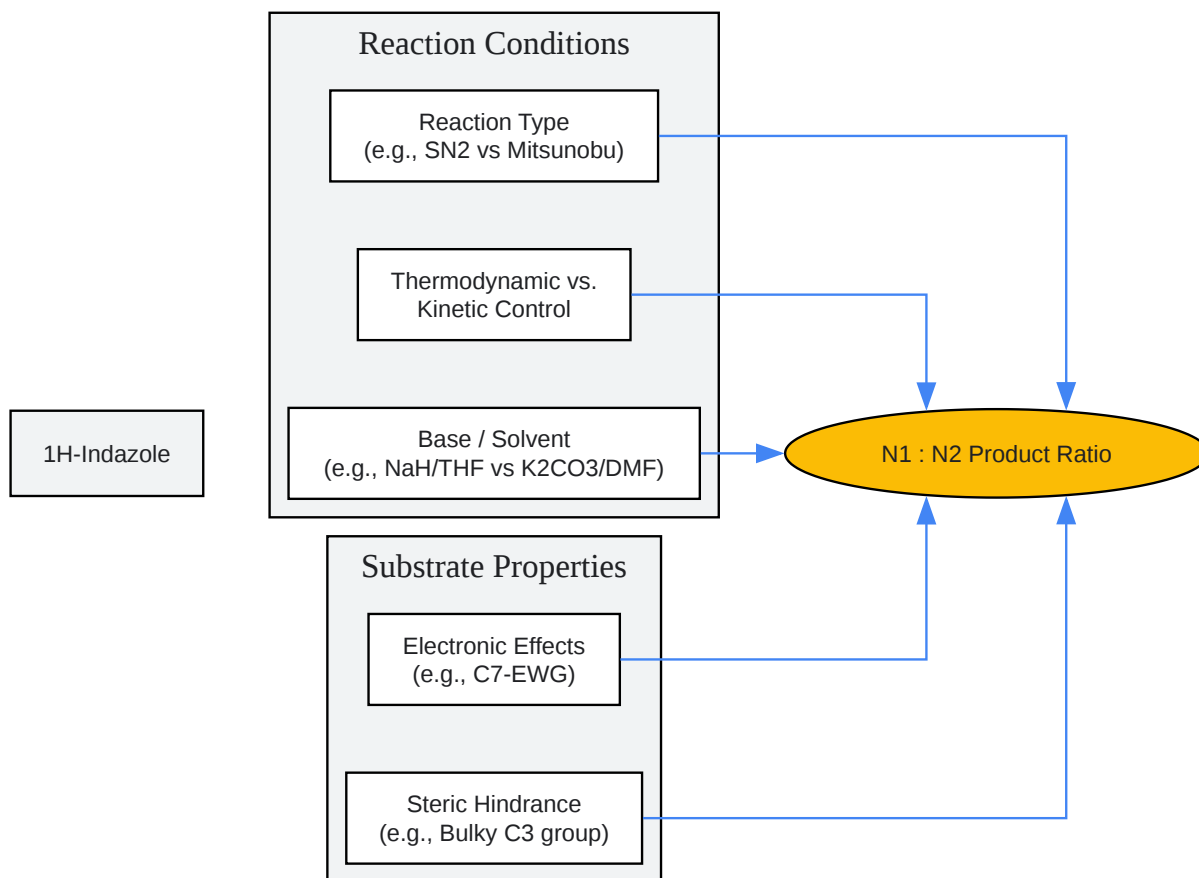 Reaction Conditions
Reaction Type
(e.g., SN2 vs Mitsunobu)
Thermodynamic vs.
Kinetic Control
Base / Solvent
(e.g., NaH/THF vs K2CO3/DMF)
1H-Indazole
N1 : N2 Product Ratio
Substrate Properties
Electronic Effects
(e.g., C7-EWG)
Steric Hindrance
(e.g., Bulky C3 group)